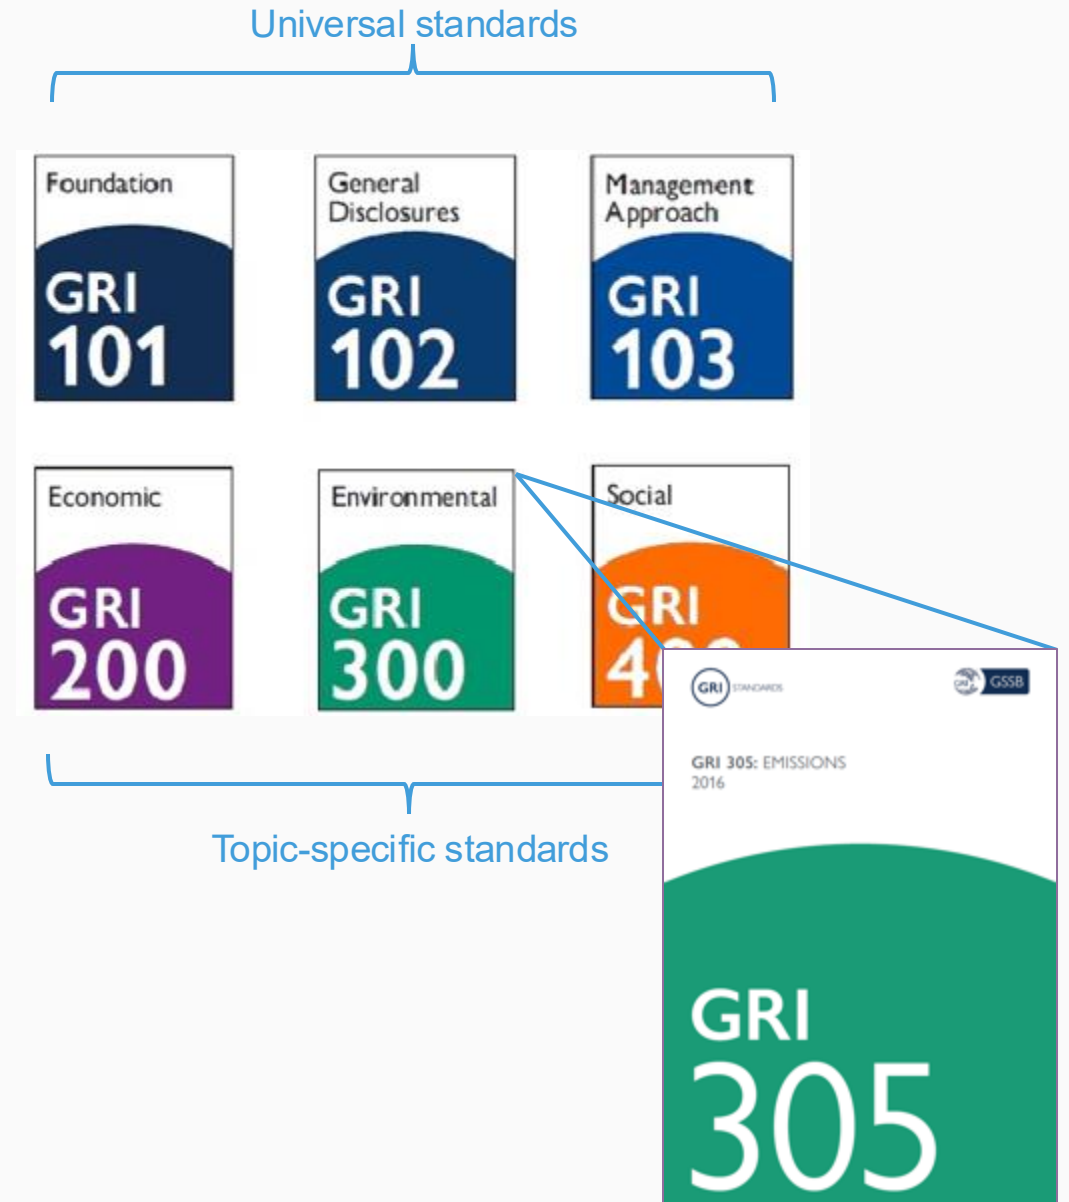 Universal standards
Foundation
GRI
101
General
Disclosures
GRI
102
Management
Approach
GRI
103
Economic
GRI
200
Environmental
GRI
300
Social
GRI
Topic-specific standards
GRI STANDARDS
GSSB
GRI 305: EMISSIONS
2016
GRI
305